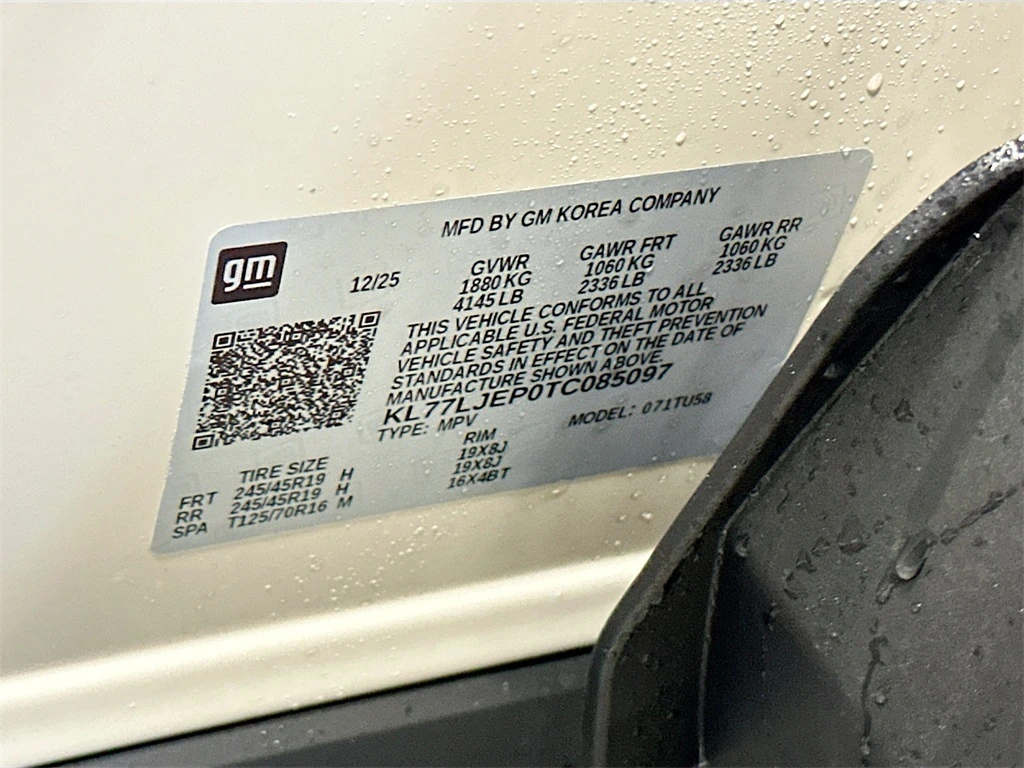 MFD BY GM KOREA COMPANY
gm
12/25
GVWR GAWR FRT GAWR RR
1880 KG 1060 KG 1060 KG
4145 LB 2336 LB 2336 LB
THIS VEHICLE CONFORMS TO ALL
APPLICABLE U.S. FEDERAL MOTOR
VEHICLE SAFETY AND THEFT PREVENTION
STANDARDS IN EFFECT ON THE DATE OF
MANUFACTURE SHOWN ABOVE.
KL77LJEP0TC085097
TYPE: MPV MODEL: 071TU58
TIRE SIZE RIM
FRT 245/45R19 H 19X8J
RR 245/45R19 H 19X8J
SPA T125/70R16 M 16X4BT